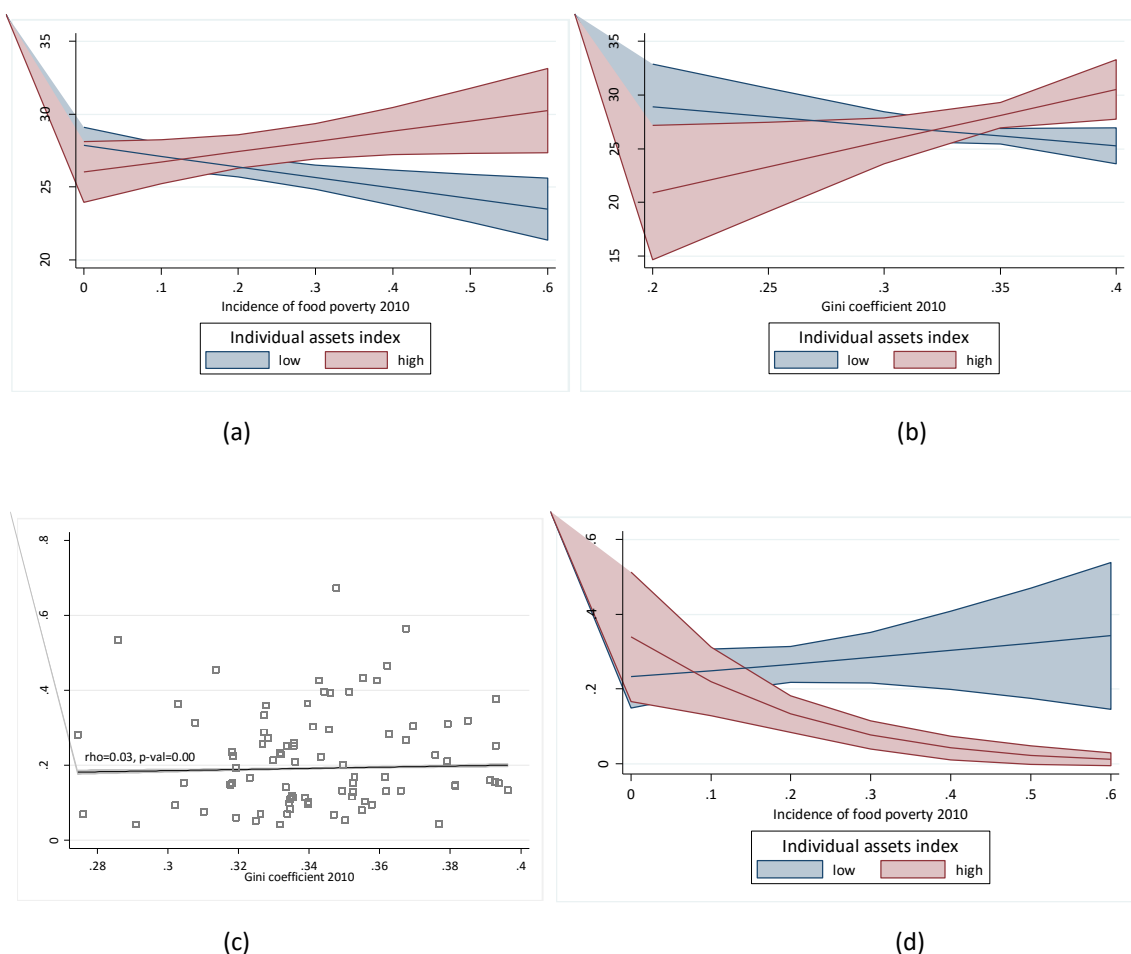 35
30
25
20
0 .1 .2 .3 .4 .5 .6
Incidence of food poverty 2010
Individual assets index
low high
(a)
35
30
25
20
15
.2 .25 .3 .35 .4
Gini coefficient 2010
Individual assets index
low high
(b)
.8
.6
.4
.2
0
rho=0.03, p-val=0.00
.28 .3 .32 .34 .36 .38 .4
Gini coefficient 2010
(c)
.6
.4
.2
0
0 .1 .2 .3 .4 .5 .6
Incidence of food poverty 2010
Individual assets index
low high
(d)